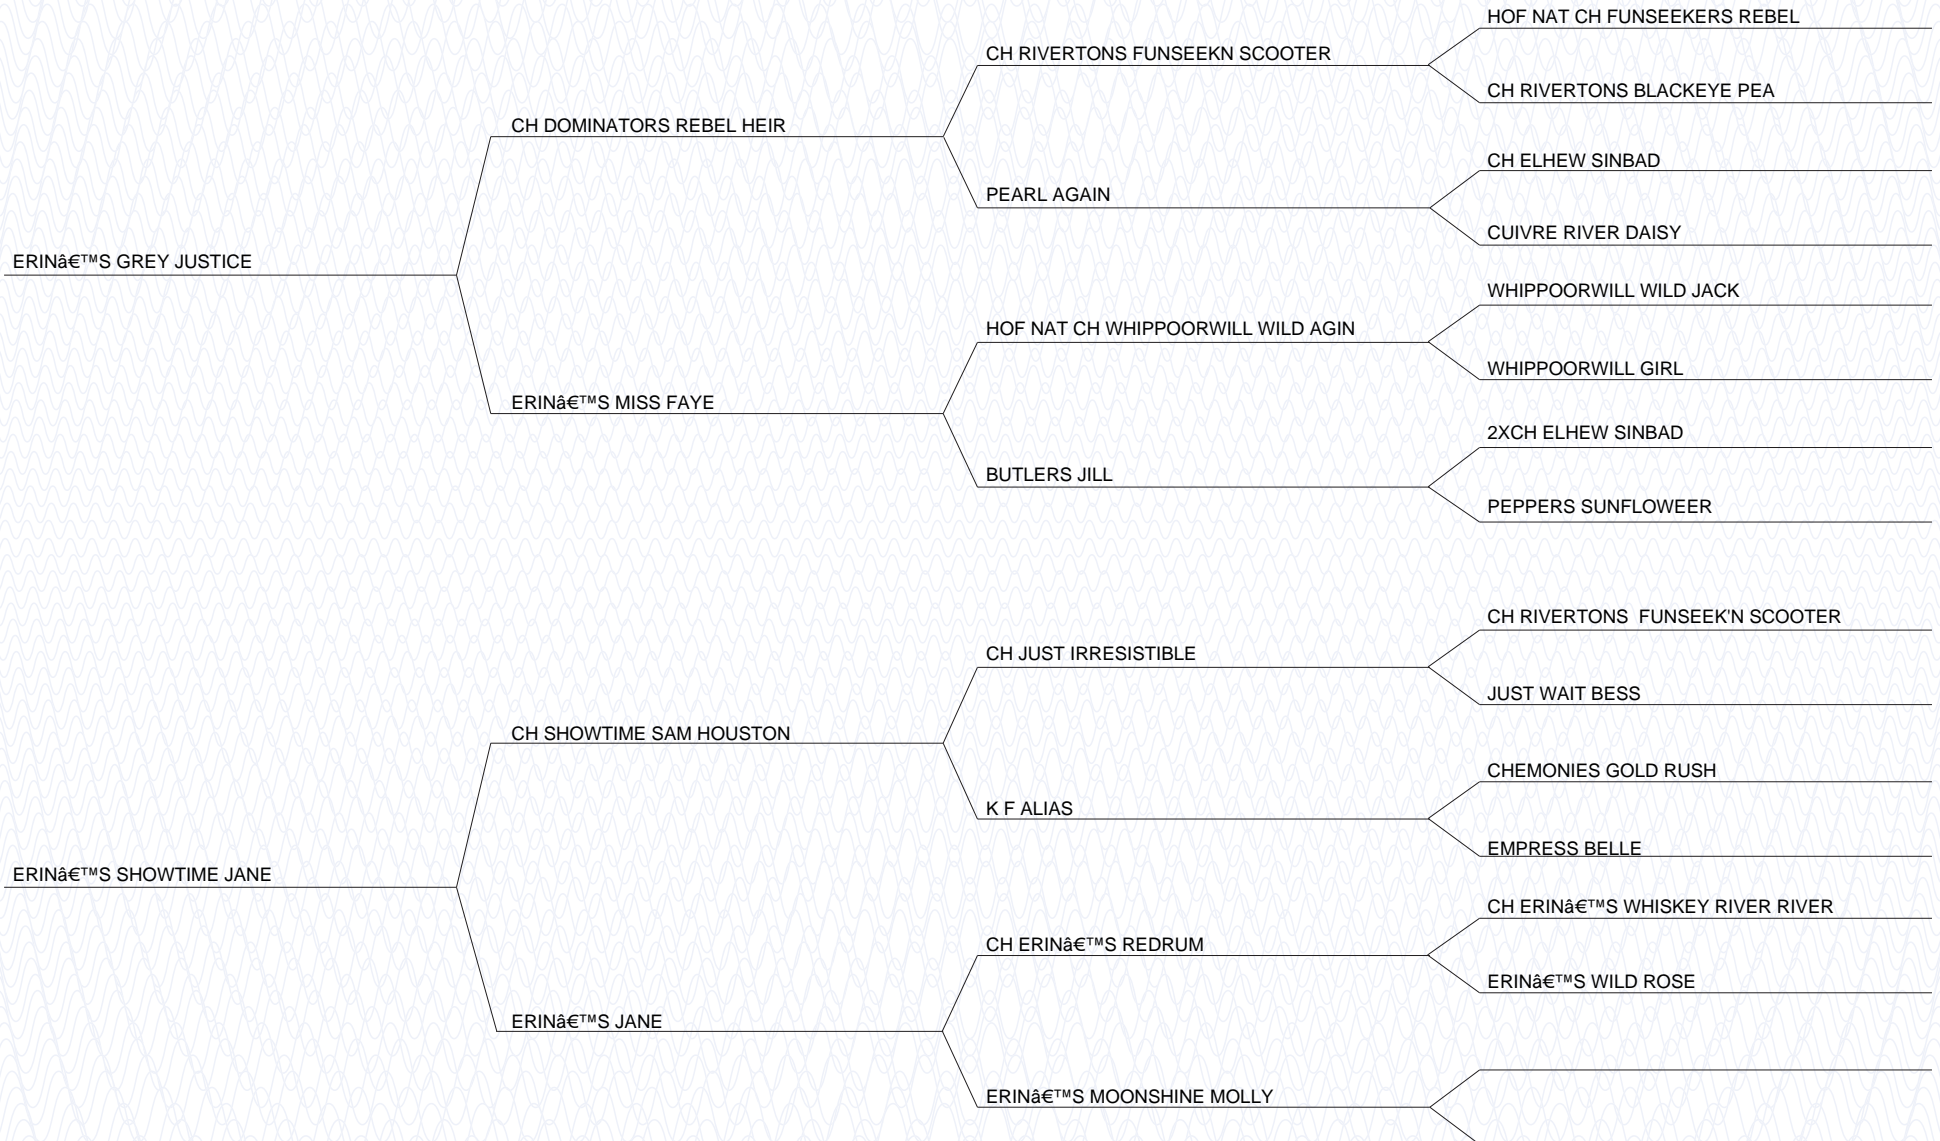 HOF NAT CH FUNSEEKERS REBEL
CH RIVERTONS FUNSEEKN SCOOTER
CH RIVERTONS BLACKEYE PEA
CH DOMINATORS REBEL HEIR
CH ELHEW SINBAD
PEARL AGAIN
CUIVRE RIVER DAISY
ERINâ€™S GREY JUSTICE
WHIPPOORWILL WILD JACK
HOF NAT CH WHIPPOORWILL WILD AGIN
WHIPPOORWILL GIRL
ERINâ€™S MISS FAYE
2XCH ELHEW SINBAD
BUTLERS JILL
PEPPERS SUNFLOWEER
CH RIVERTONS  FUNSEEK'N SCOOTER
CH JUST IRRESISTIBLE
JUST WAIT BESS
CH SHOWTIME SAM HOUSTON
CHEMONIES GOLD RUSH
K F ALIAS
EMPRESS BELLE
ERINâ€™S SHOWTIME JANE
CH ERINâ€™S WHISKEY RIVER RIVER
CH ERINâ€™S REDRUM
ERINâ€™S WILD ROSE
ERINâ€™S JANE
ERINâ€™S MOONSHINE MOLLY